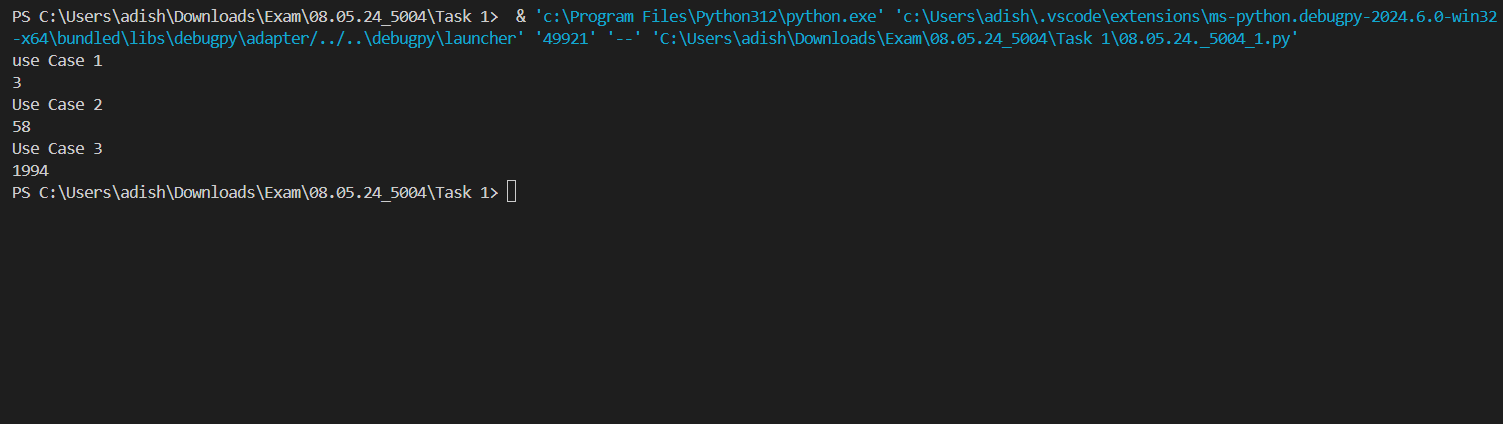 PS C:\Users\adish\Downloads\Exam\08.05.24_5004\Task 1>  & 'c:\Program Files\Python312\python.exe' 'c:\Users\adish\.vscode\extensions\ms-python.debugpy-2024.6.0-win32
-x64\bundled\libs\debugpy\adapter/../..\debugpy\launcher' '49921' '--' 'C:\Users\adish\Downloads\Exam\08.05.24_5004\Task 1\08.05.24._5004_1.py'
use Case 1
3
Use Case 2
58
Use Case 3
1994
PS C:\Users\adish\Downloads\Exam\08.05.24_5004\Task 1>